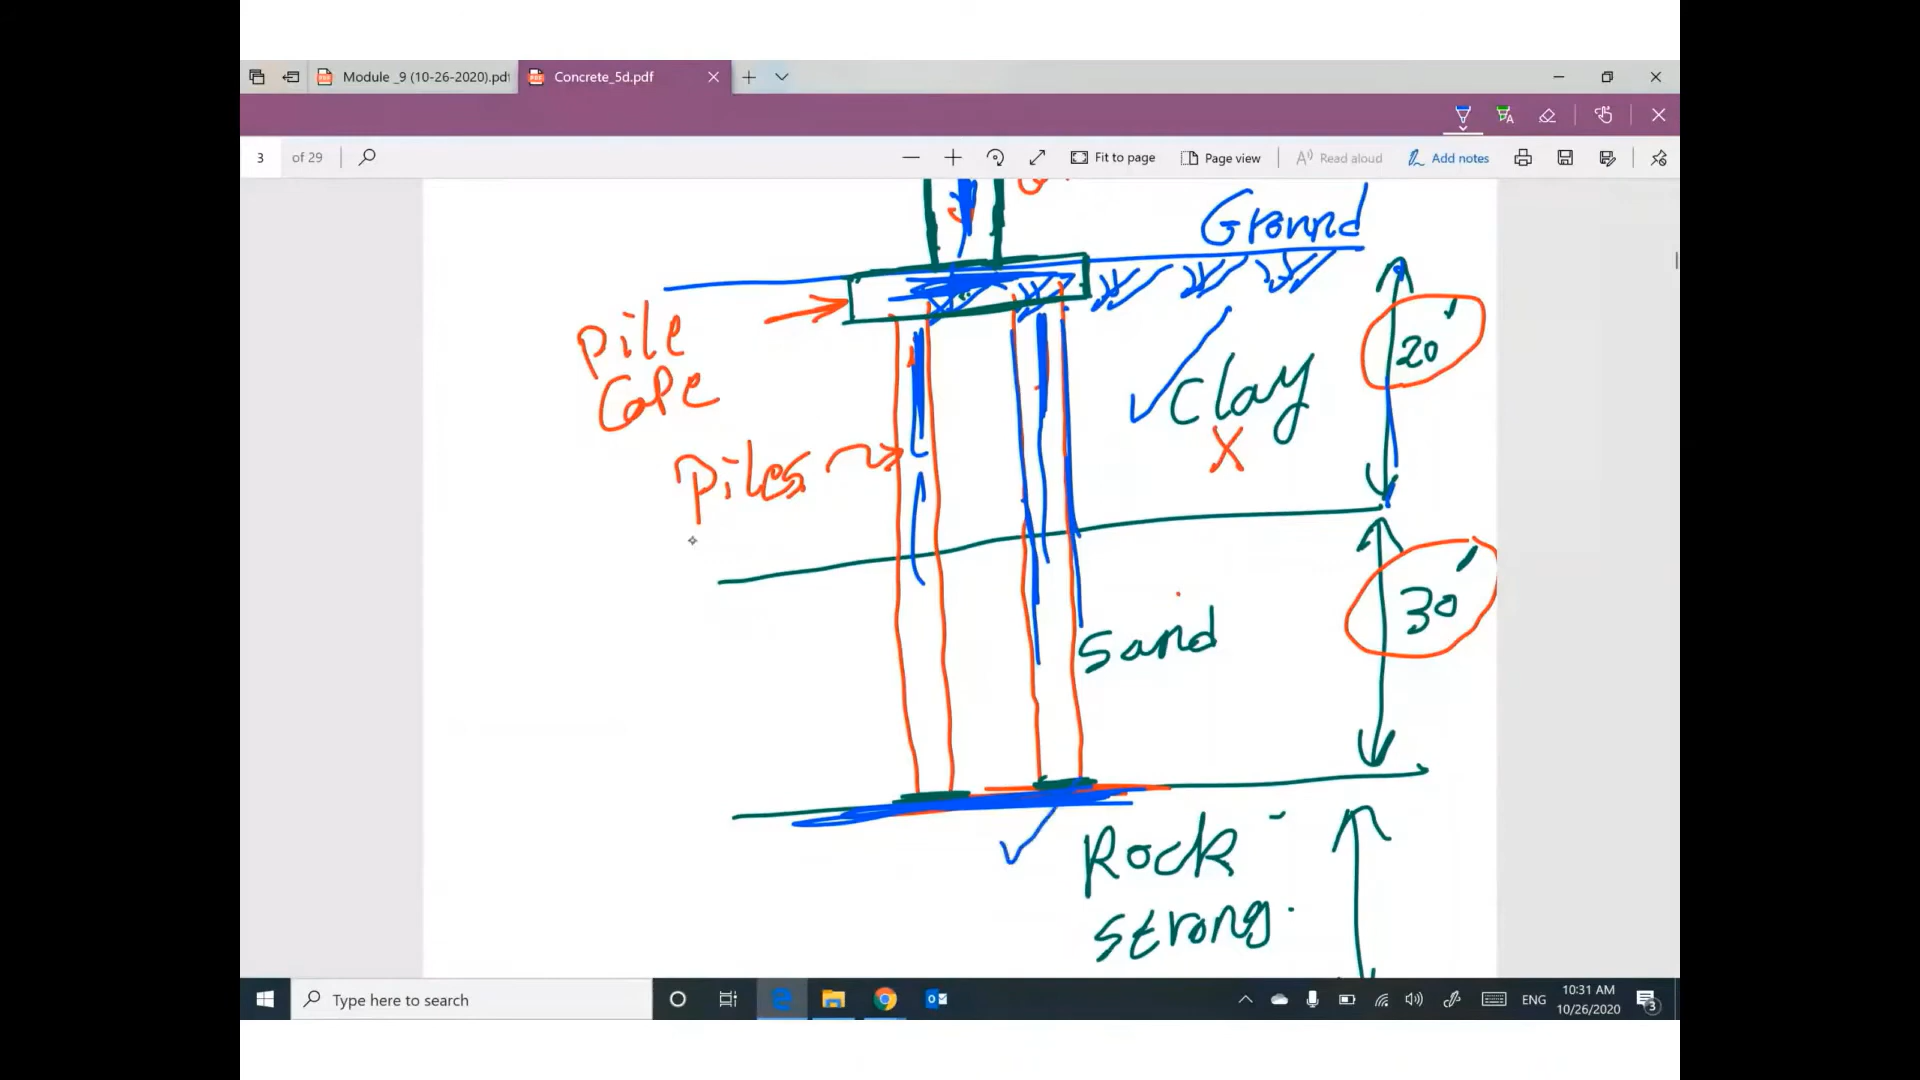 Module _9 (10-26-2020).pdf
Concrete_5d.pdf
3 of 29
Fit to page
Page view
Read aloud
Add notes
Ground
20'
Pile
Cape
Clay
X
Piles
30'
Sand
Rock
strong
Type here to search
ENG
10:31 AM
10/26/2020
3